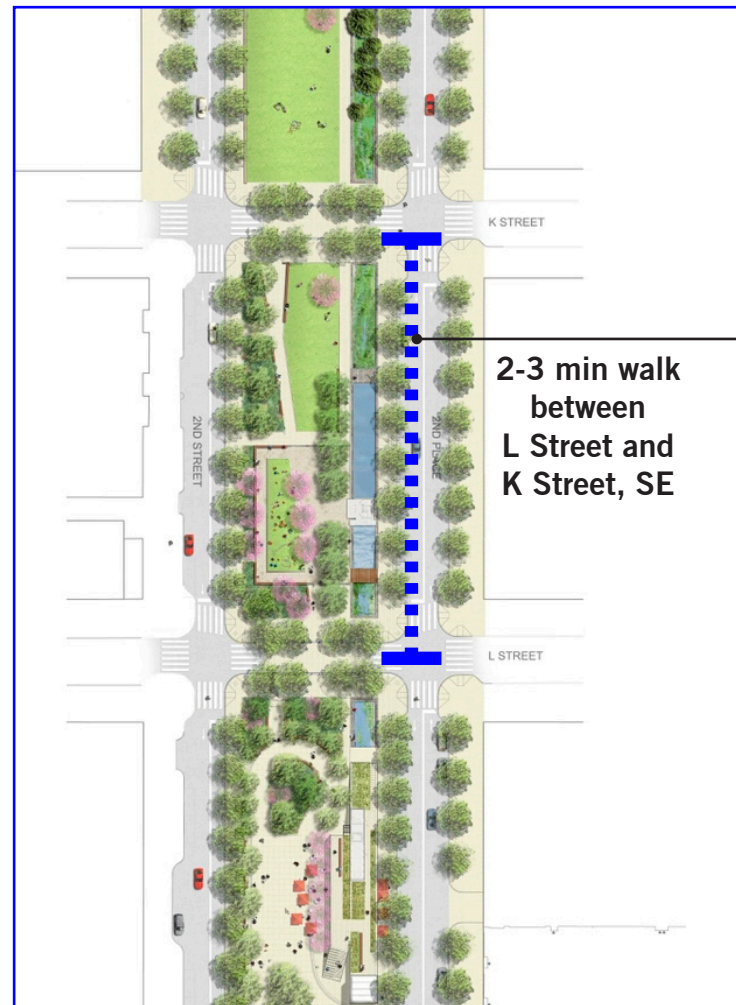 K STREET
2-3 min walk
between
L Street and
K Street, SE
2ND STREET
2ND PLACE
L STREET